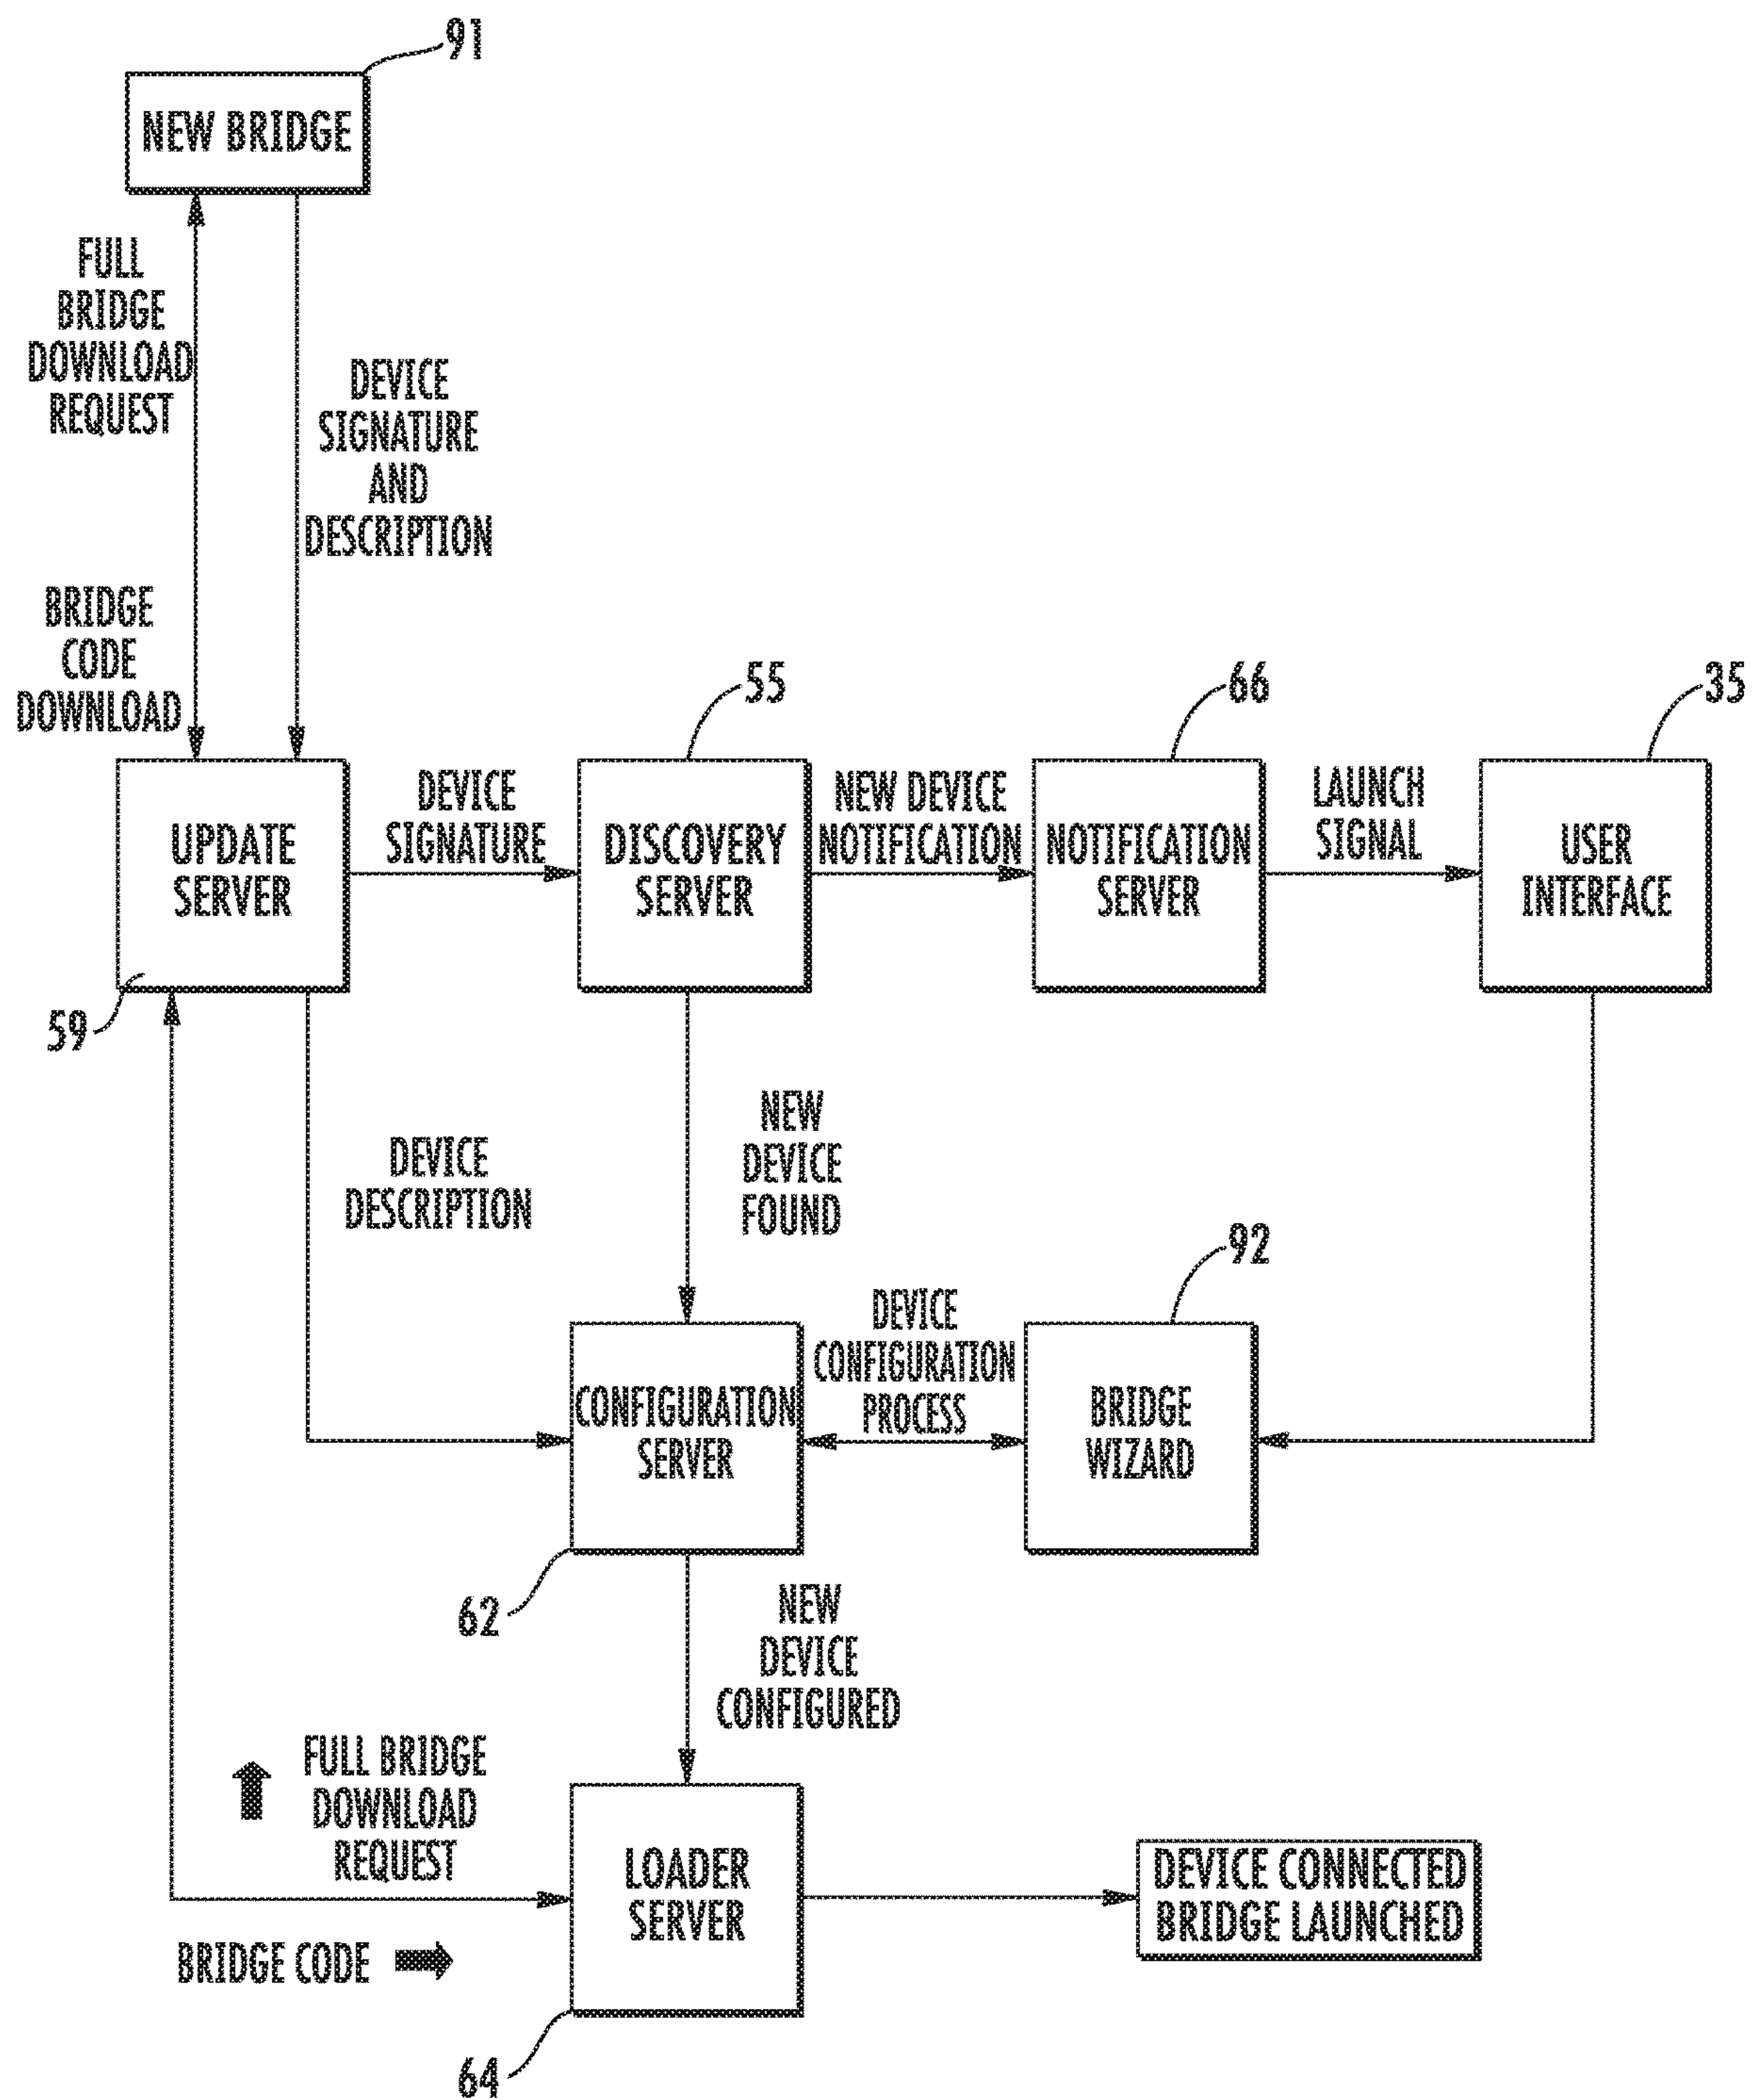 91
NEW BRIDGE
FULL
BRIDGE
DOWNLOAD
REQUEST
DEVICE
SIGNATURE
AND
DESCRIPTION
BRIDGE
CODE
DOWNLOAD
55
66
35
UPDATE
SERVER
DEVICE
SIGNATURE
DISCOVERY
SERVER
NEW DEVICE
NOTIFICATION
NOTIFICATION
SERVER
LAUNCH
SIGNAL
USER
INTERFACE
59
DEVICE
DESCRIPTION
NEW
DEVICE
FOUND
92
CONFIGURATION
SERVER
DEVICE
CONFIGURATION
PROCESS
BRIDGE
WIZARD
62
NEW
DEVICE
CONFIGURED
FULL BRIDGE
DOWNLOAD
REQUEST
LOADER
SERVER
DEVICE CONNECTED
BRIDGE LAUNCHED
BRIDGE CODE
64